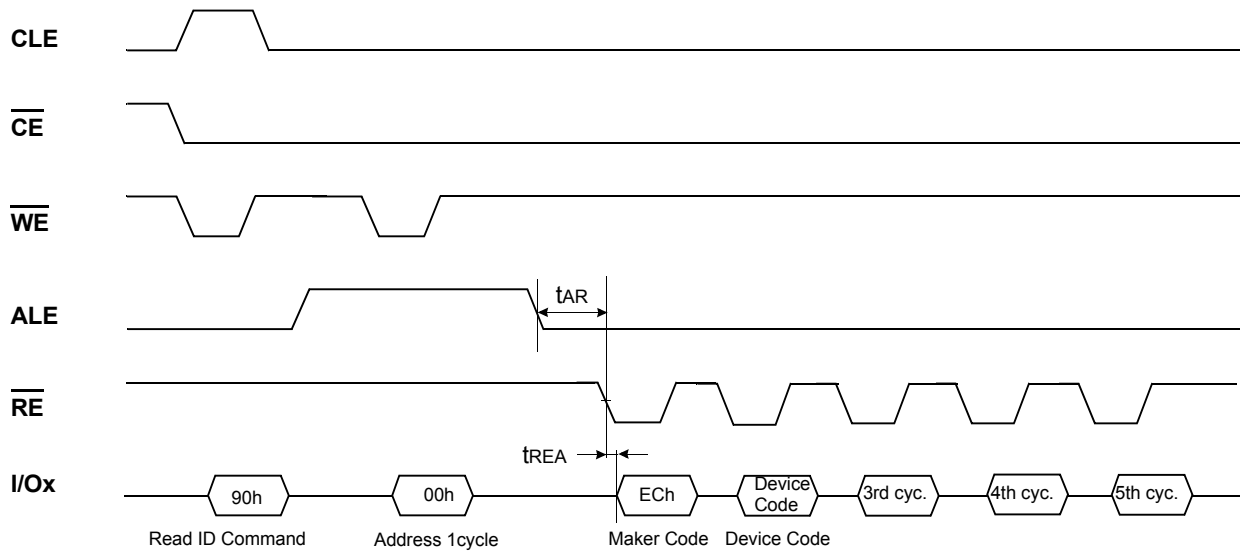 CLE
CE
WE
ALE
tAR
RE
tREA
I/Ox
90h
00h
ECh
Device
Code
3rd cyc.
4th cyc.
5th cyc.
Read ID Command
Address 1cycle
Maker Code
Device Code